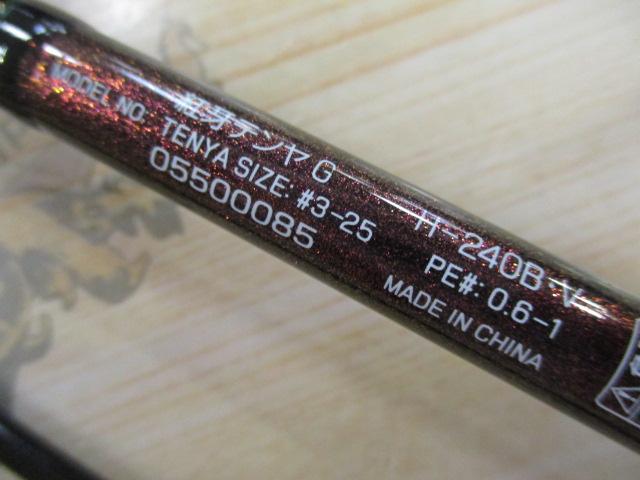 MODEL NO. 紅牙テンヤG H-240B・V
TENYA SIZE: #3-25 PE#: 0.6-1
05500085 MADE IN CHINA